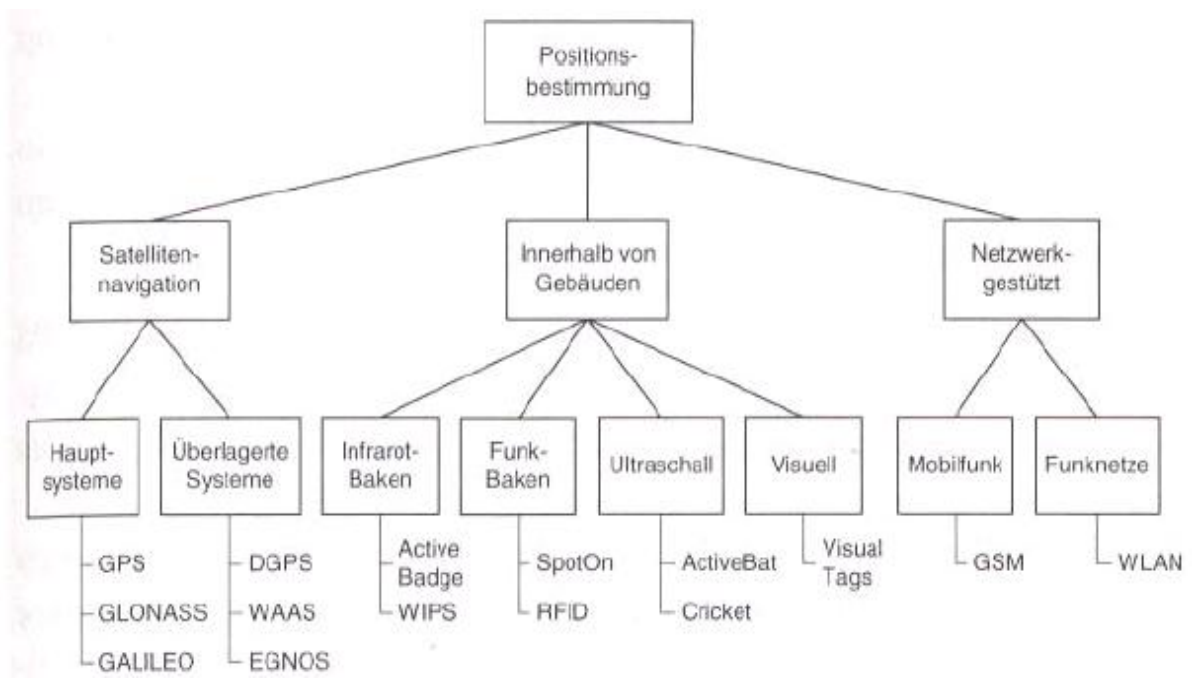 Positions-
bestimmung
Satelliten-
navigation
Innerhalb von
Gebäuden
Netzwerk-
gestützt
Haupt-
systeme
Überlagerte
Systeme
Infrarot-
Baken
Funk-
Baken
Ultraschall
Visuell
Mobilfunk
Funknetze
GPS
GLONASS
GALILEO
DGPS
WAAS
EGNOS
Active
Badge
WIPS
SpotOn
RFID
ActiveBat
Cricket
Visual
Tags
GSM
WLAN